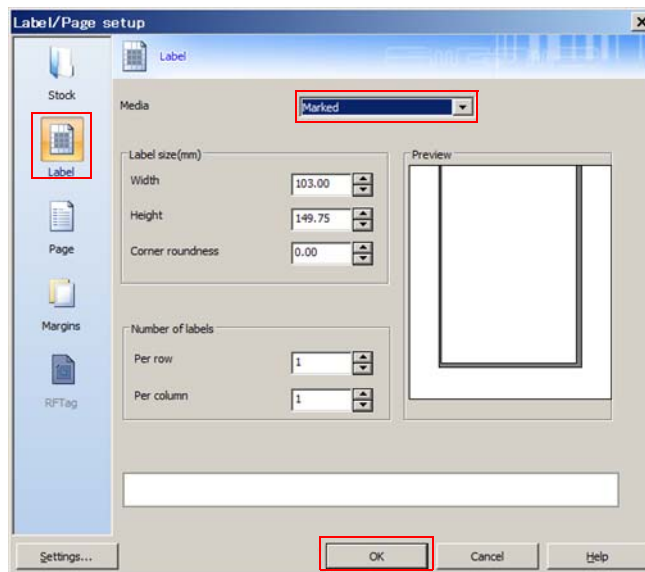 Label/Page setup
Stock
Label
Page
Margins
RFTag
Label
Media
Marked
Label size(mm)
Width
103.00
Height
149.75
Corner roundness
0.00
Preview
Number of labels
Per row
1
Per column
1
Settings...
OK
Cancel
Help